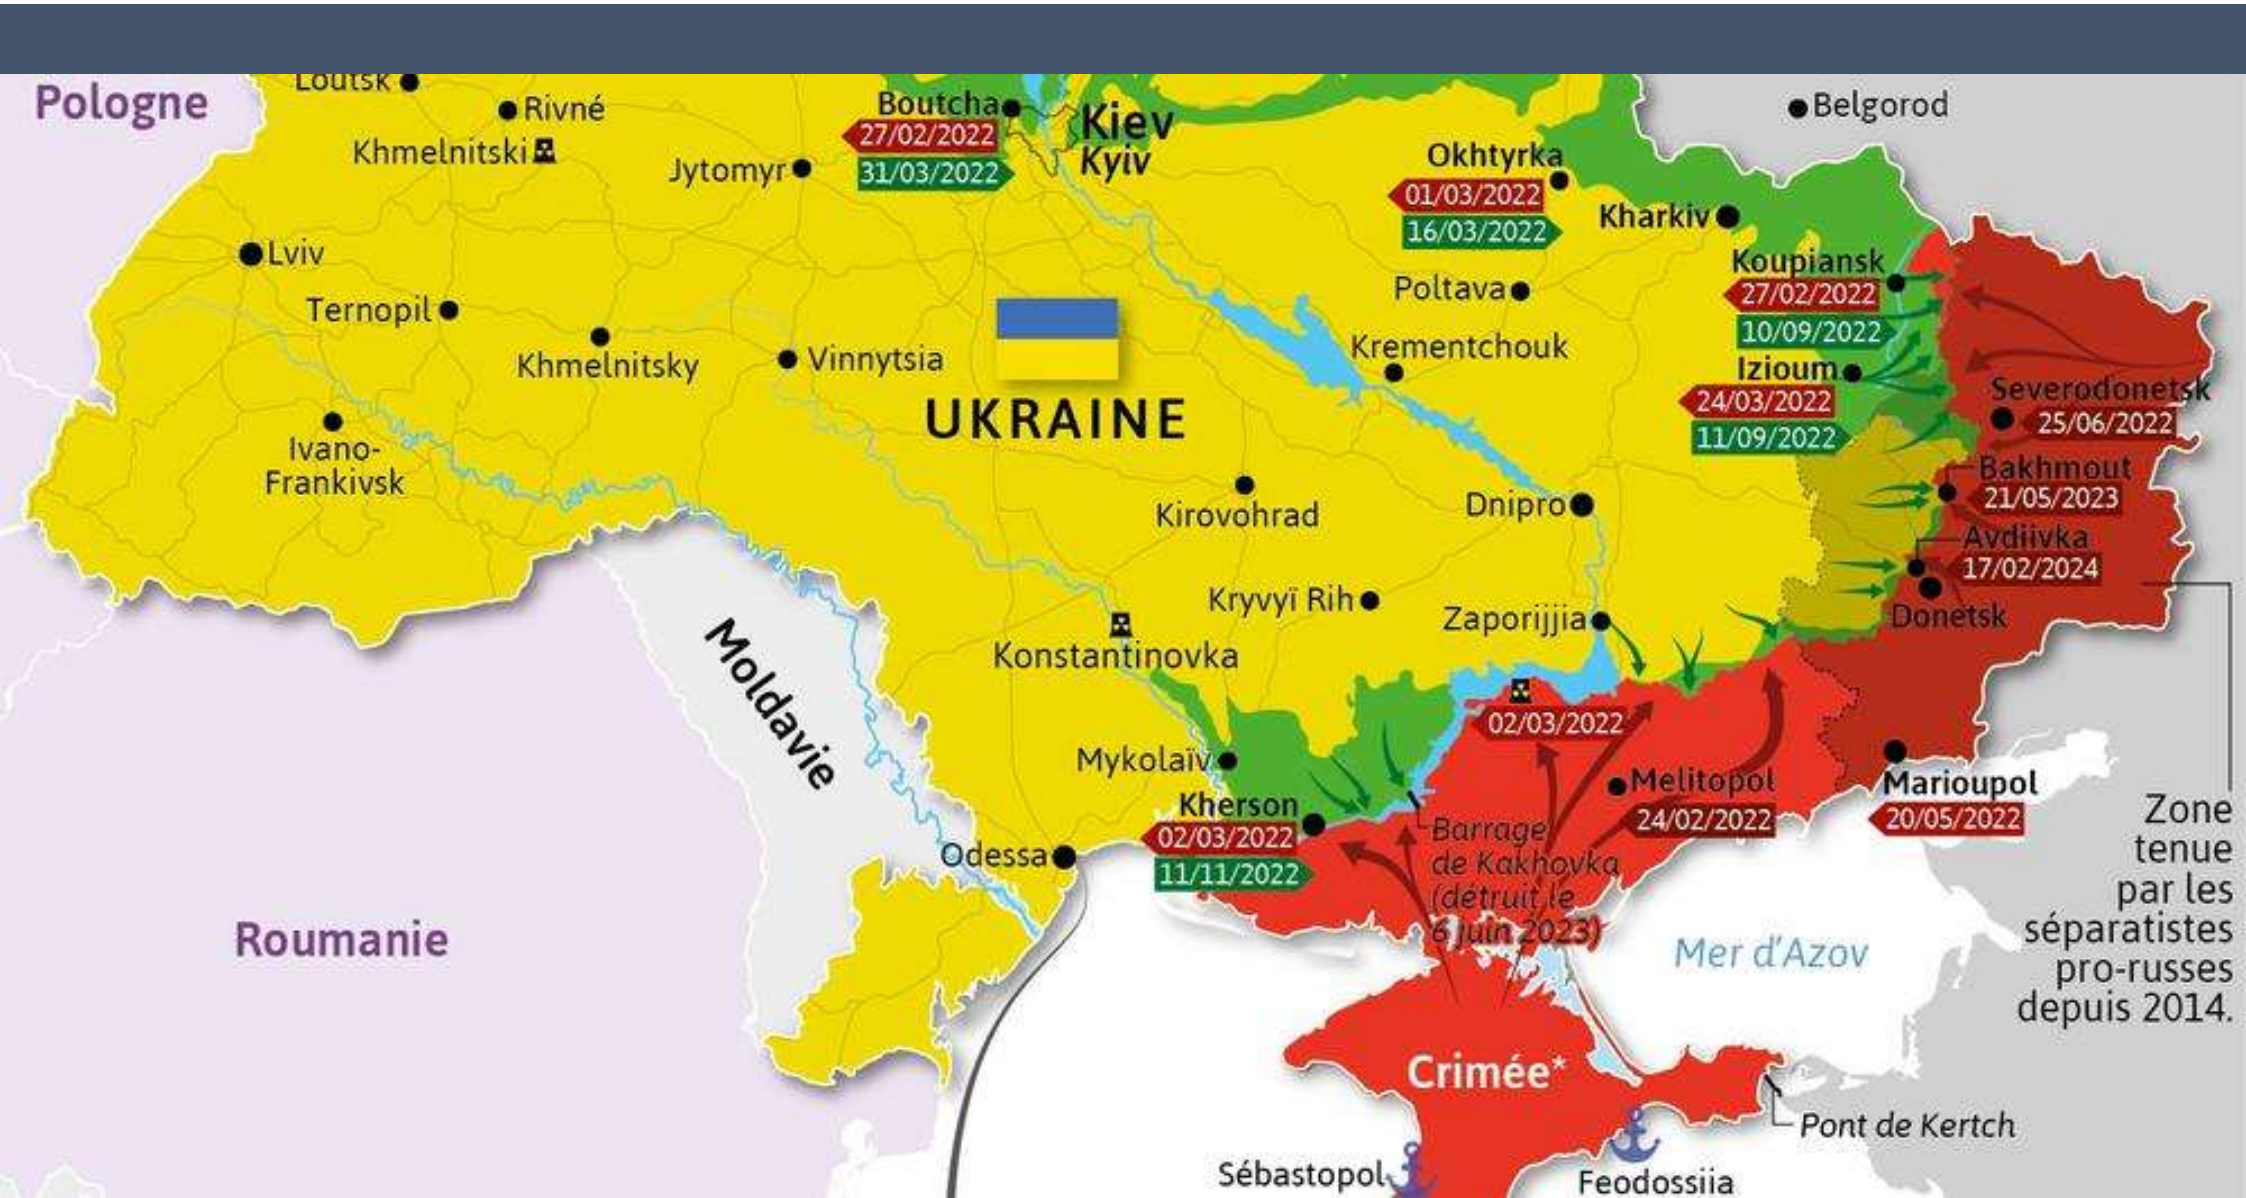 Pologne
Loutsk
Rivné
Khmelnitski
Jytomyr
Boutcha
27/02/2022
31/03/2022
Kiev
Kyiv
Belgorod
Okhtyrka
01/03/2022
16/03/2022
Kharkiv
Koupiansk
27/02/2022
10/09/2022
Lviv
Ternopil
Khmelnitsky
Vinnytsia
Poltava
Krementchouk
Izioum
24/03/2022
11/09/2022
Severodonetsk
25/06/2022
UKRAINE
Ivano-
Frankivsk
Kirovohrad
Dnipro
Bakhmout
21/05/2023
Avdiivka
17/02/2024
Donetsk
Kryvyï Rih
Zaporijjia
Konstantinovka
Moldavie
02/03/2022
Mykolaïv
Melitopol
24/02/2022
Marioupol
20/05/2022
Kherson
02/03/2022
11/11/2022
Odessa
Barrage
de Kakhovka
(détruit le
6 juin 2023)
Zone
tenue
par les
séparatistes
pro-russes
depuis 2014.
Roumanie
Mer d'Azov
Crimée*
Pont de Kertch
Sébastopol
Feodossiia